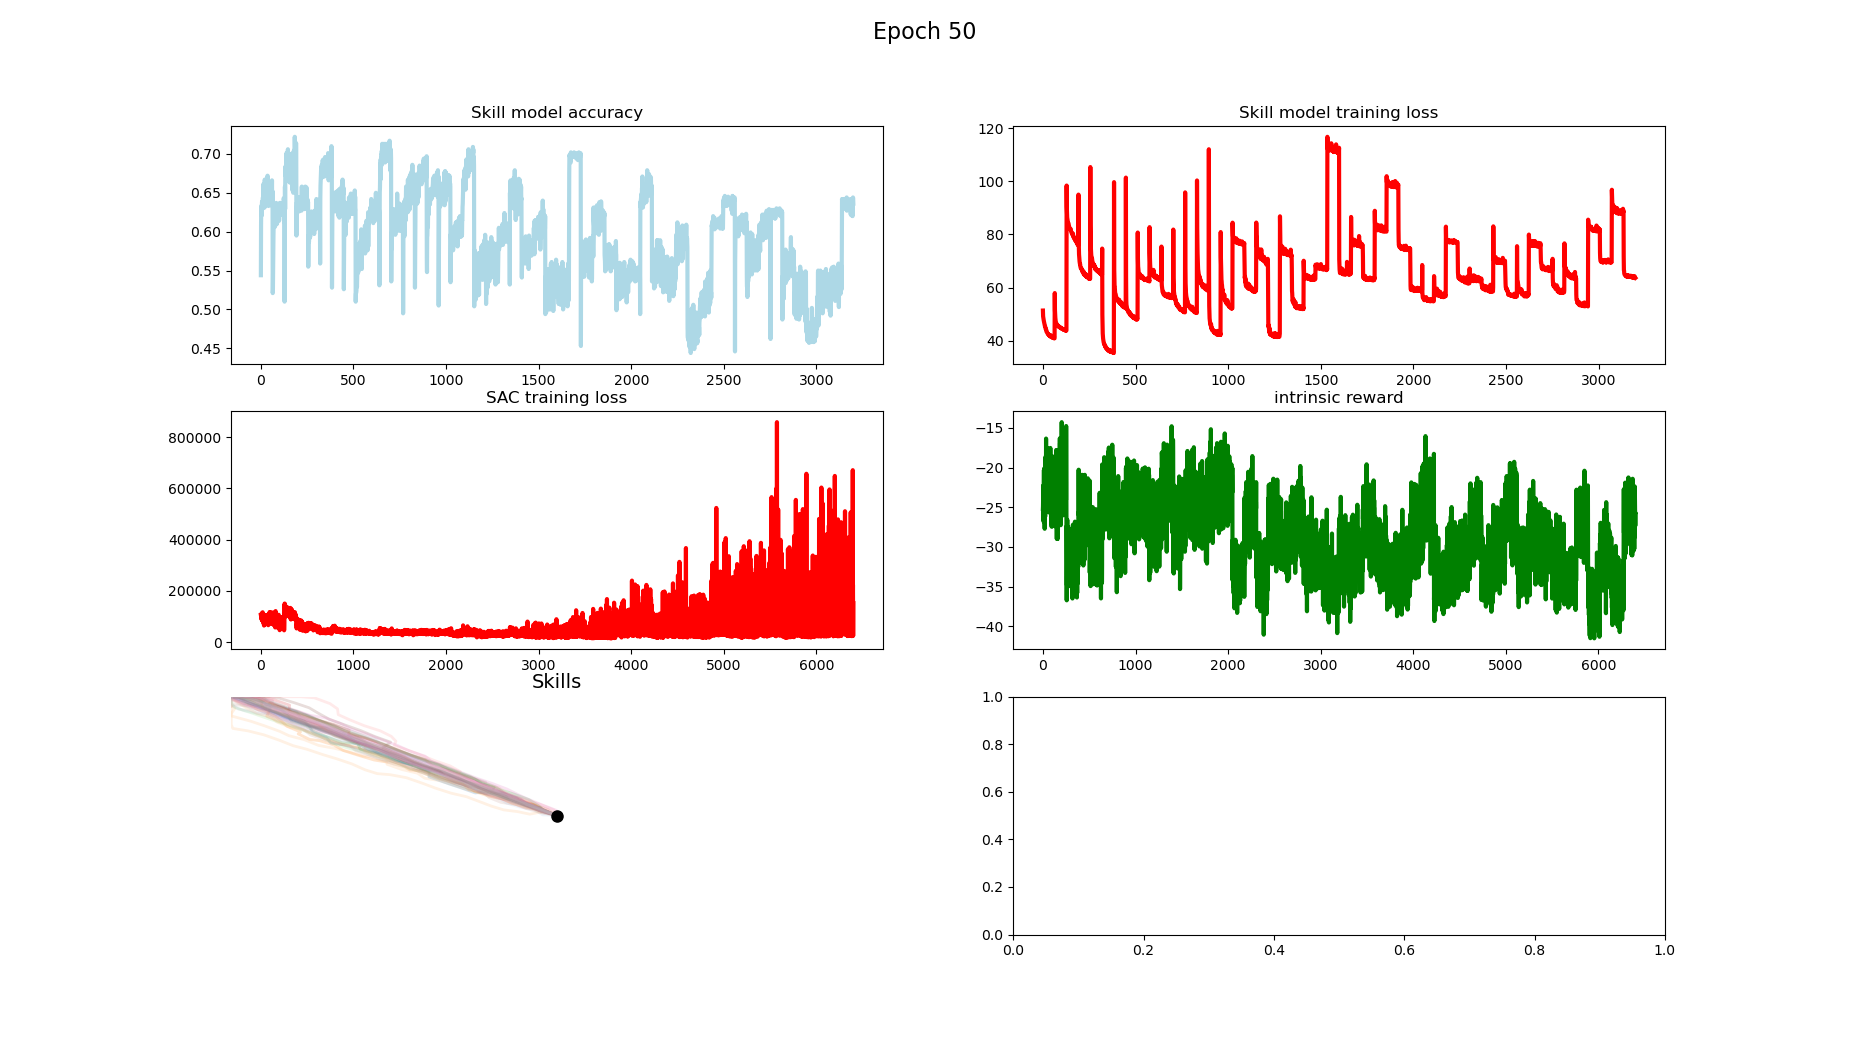 Epoch 50
Skill model accuracy
0.70
0.65
0.60
0.55
0.50
0.45
0 500 1000 1500 2000 2500 3000
Skill model training loss
120
100
80
60
40
0 500 1000 1500 2000 2500 3000
SAC training loss
800000
600000
400000
200000
0
0 1000 2000 3000 4000 5000 6000
intrinsic reward
−15
−20
−25
−30
−35
−40
0 1000 2000 3000 4000 5000 6000
Skills
1.0
0.8
0.6
0.4
0.2
0.0
0.0 0.2 0.4 0.6 0.8 1.0